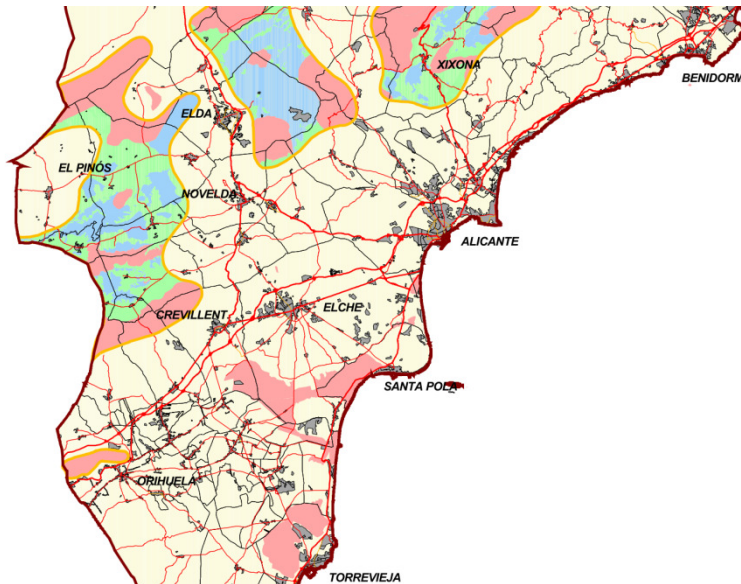 XIXONA
BENIDORM
ELDA
EL PINÓS
NOVELDA
ALICANTE
CREVILLENT
ELCHE
SANTA POLA
ORIHUELA
TORREVIEJA